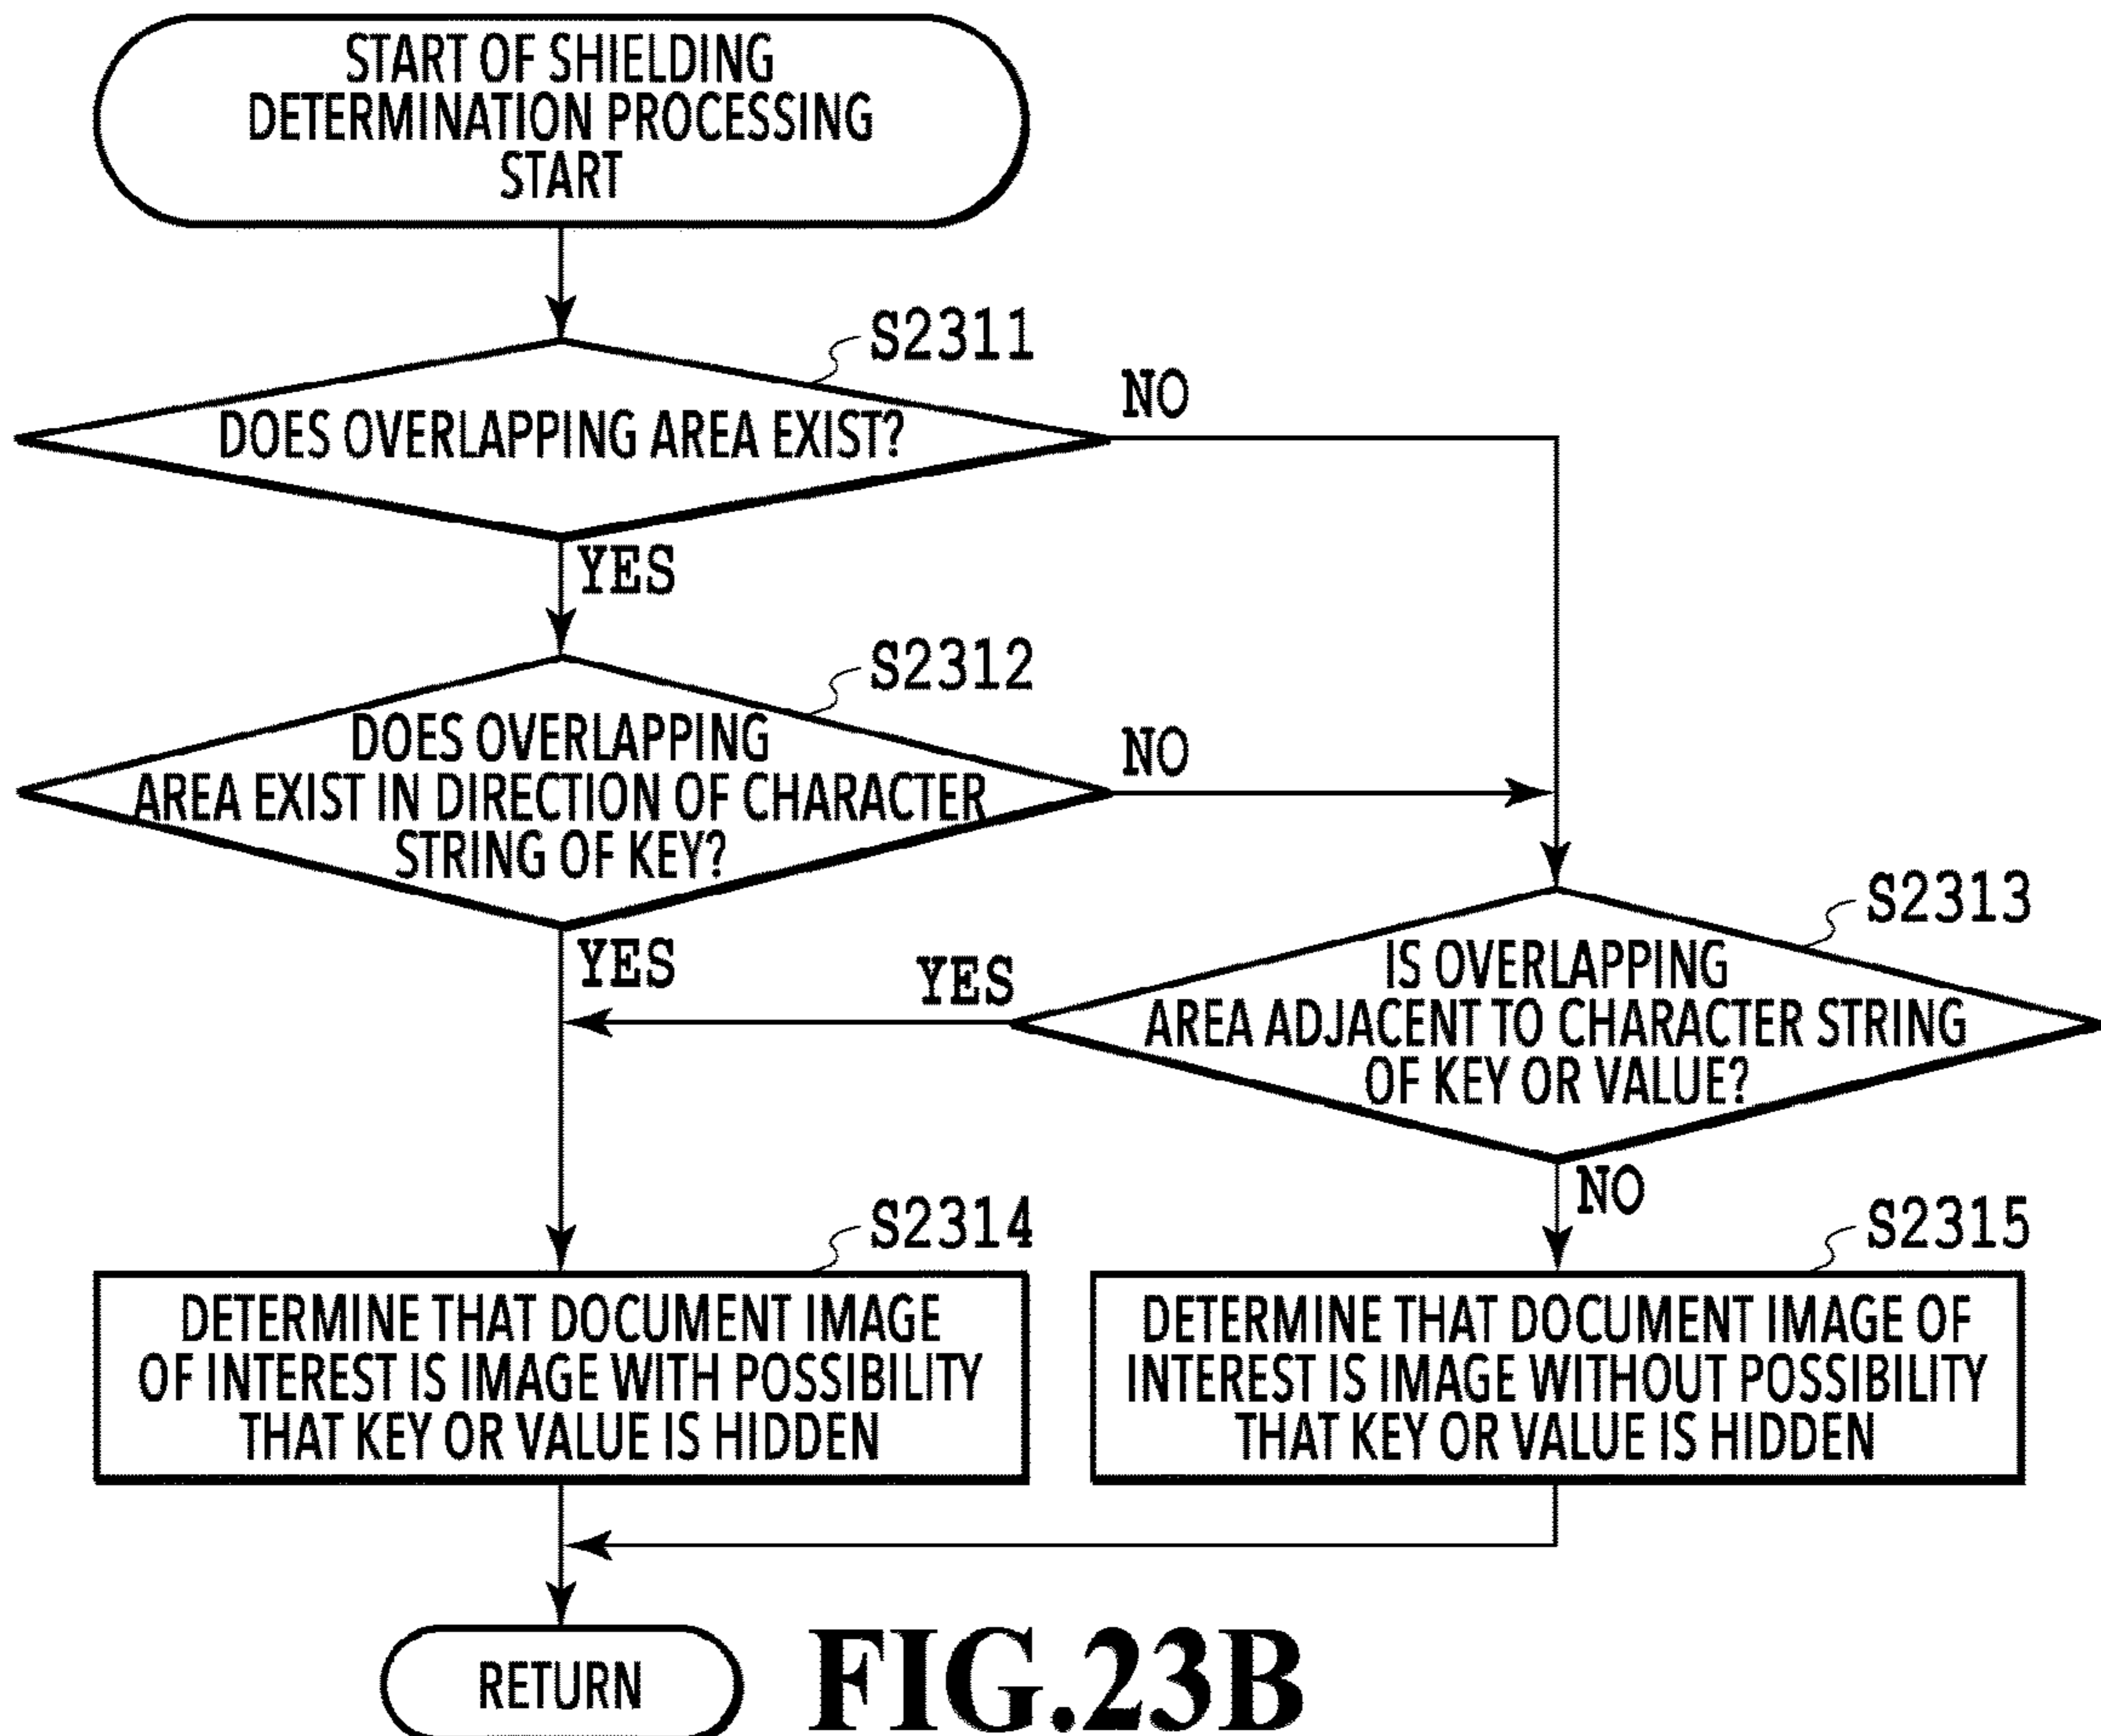 START OF SHIELDING
DETERMINATION PROCESSING
START
S2311
DOES OVERLAPPING AREA EXIST?
NO
YES
S2312
DOES OVERLAPPING
AREA EXIST IN DIRECTION OF CHARACTER
STRING OF KEY?
NO
YES
S2313
IS OVERLAPPING
AREA ADJACENT TO CHARACTER STRING
OF KEY OR VALUE?
YES
NO
S2314
DETERMINE THAT DOCUMENT IMAGE
OF INTEREST IS IMAGE WITH POSSIBILITY
THAT KEY OR VALUE IS HIDDEN
S2315
DETERMINE THAT DOCUMENT IMAGE OF
INTEREST IS IMAGE WITHOUT POSSIBILITY
THAT KEY OR VALUE IS HIDDEN
RETURN
FIG.23B